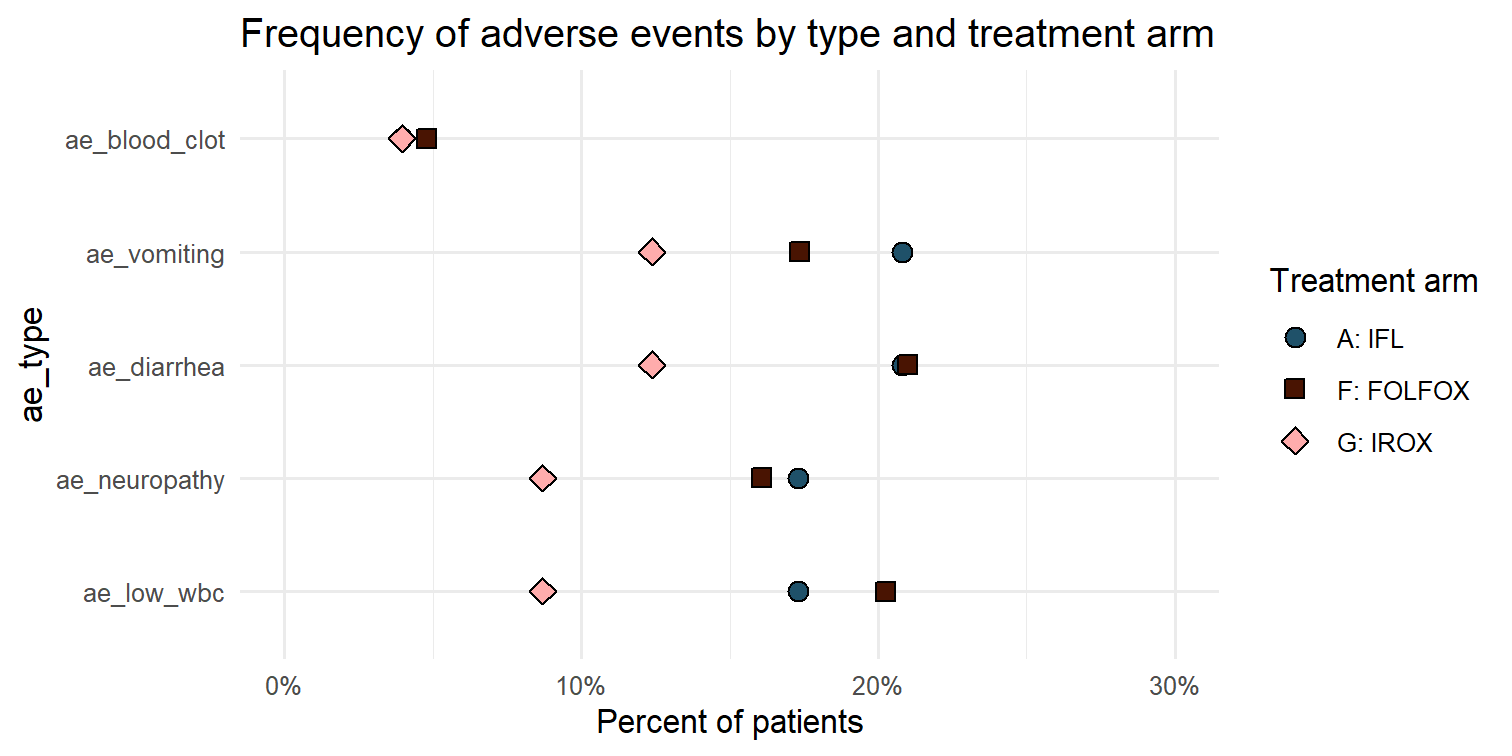 Frequency of adverse events by type and treatment arm
ae_type
ae_blood_clot
ae_vomiting
ae_diarrhea
ae_neuropathy
ae_low_wbc
0% 10% 20% 30%
Percent of patients
Treatment arm
A: IFL
F: FOLFOX
G: IROX